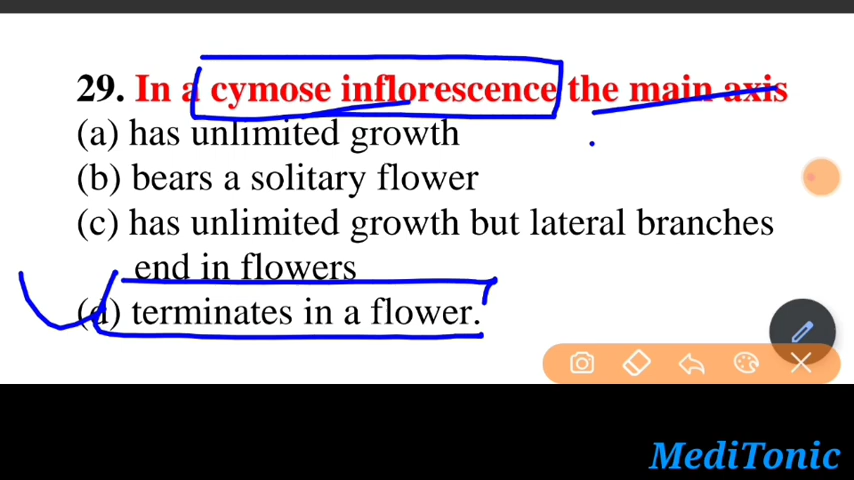 29. In a cymose inflorescence the main axis
(a) has unlimited growth
(b) bears a solitary flower
(c) has unlimited growth but lateral branches
end in flowers
(d) terminates in a flower.
MediTonic